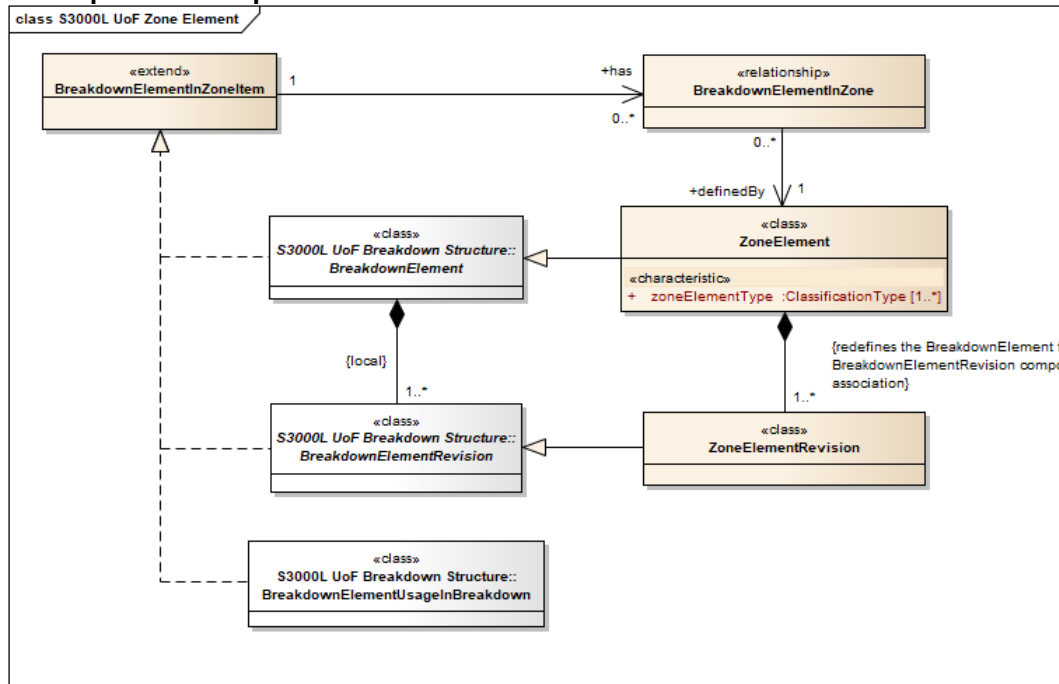 class S3000L UoF Zone Element
«extend»
BreakdownElementInZoneItem
1
+has
0..*
«relationship»
BreakdownElementInZone
0..*
+definedBy
1
«class»
ZoneElement
«characteristic»
+ zoneElementType :ClassificationType [1..*]
«class»
S3000L UoF Breakdown Structure::
BreakdownElement
{local}
1..*
{redefines the BreakdownElement
BreakdownElementRevision
association}
1..*
«class»
S3000L UoF Breakdown Structure::
BreakdownElementRevision
«class»
ZoneElementRevision
«class»
S3000L UoF Breakdown Structure::
BreakdownElementUsageInBreakdown